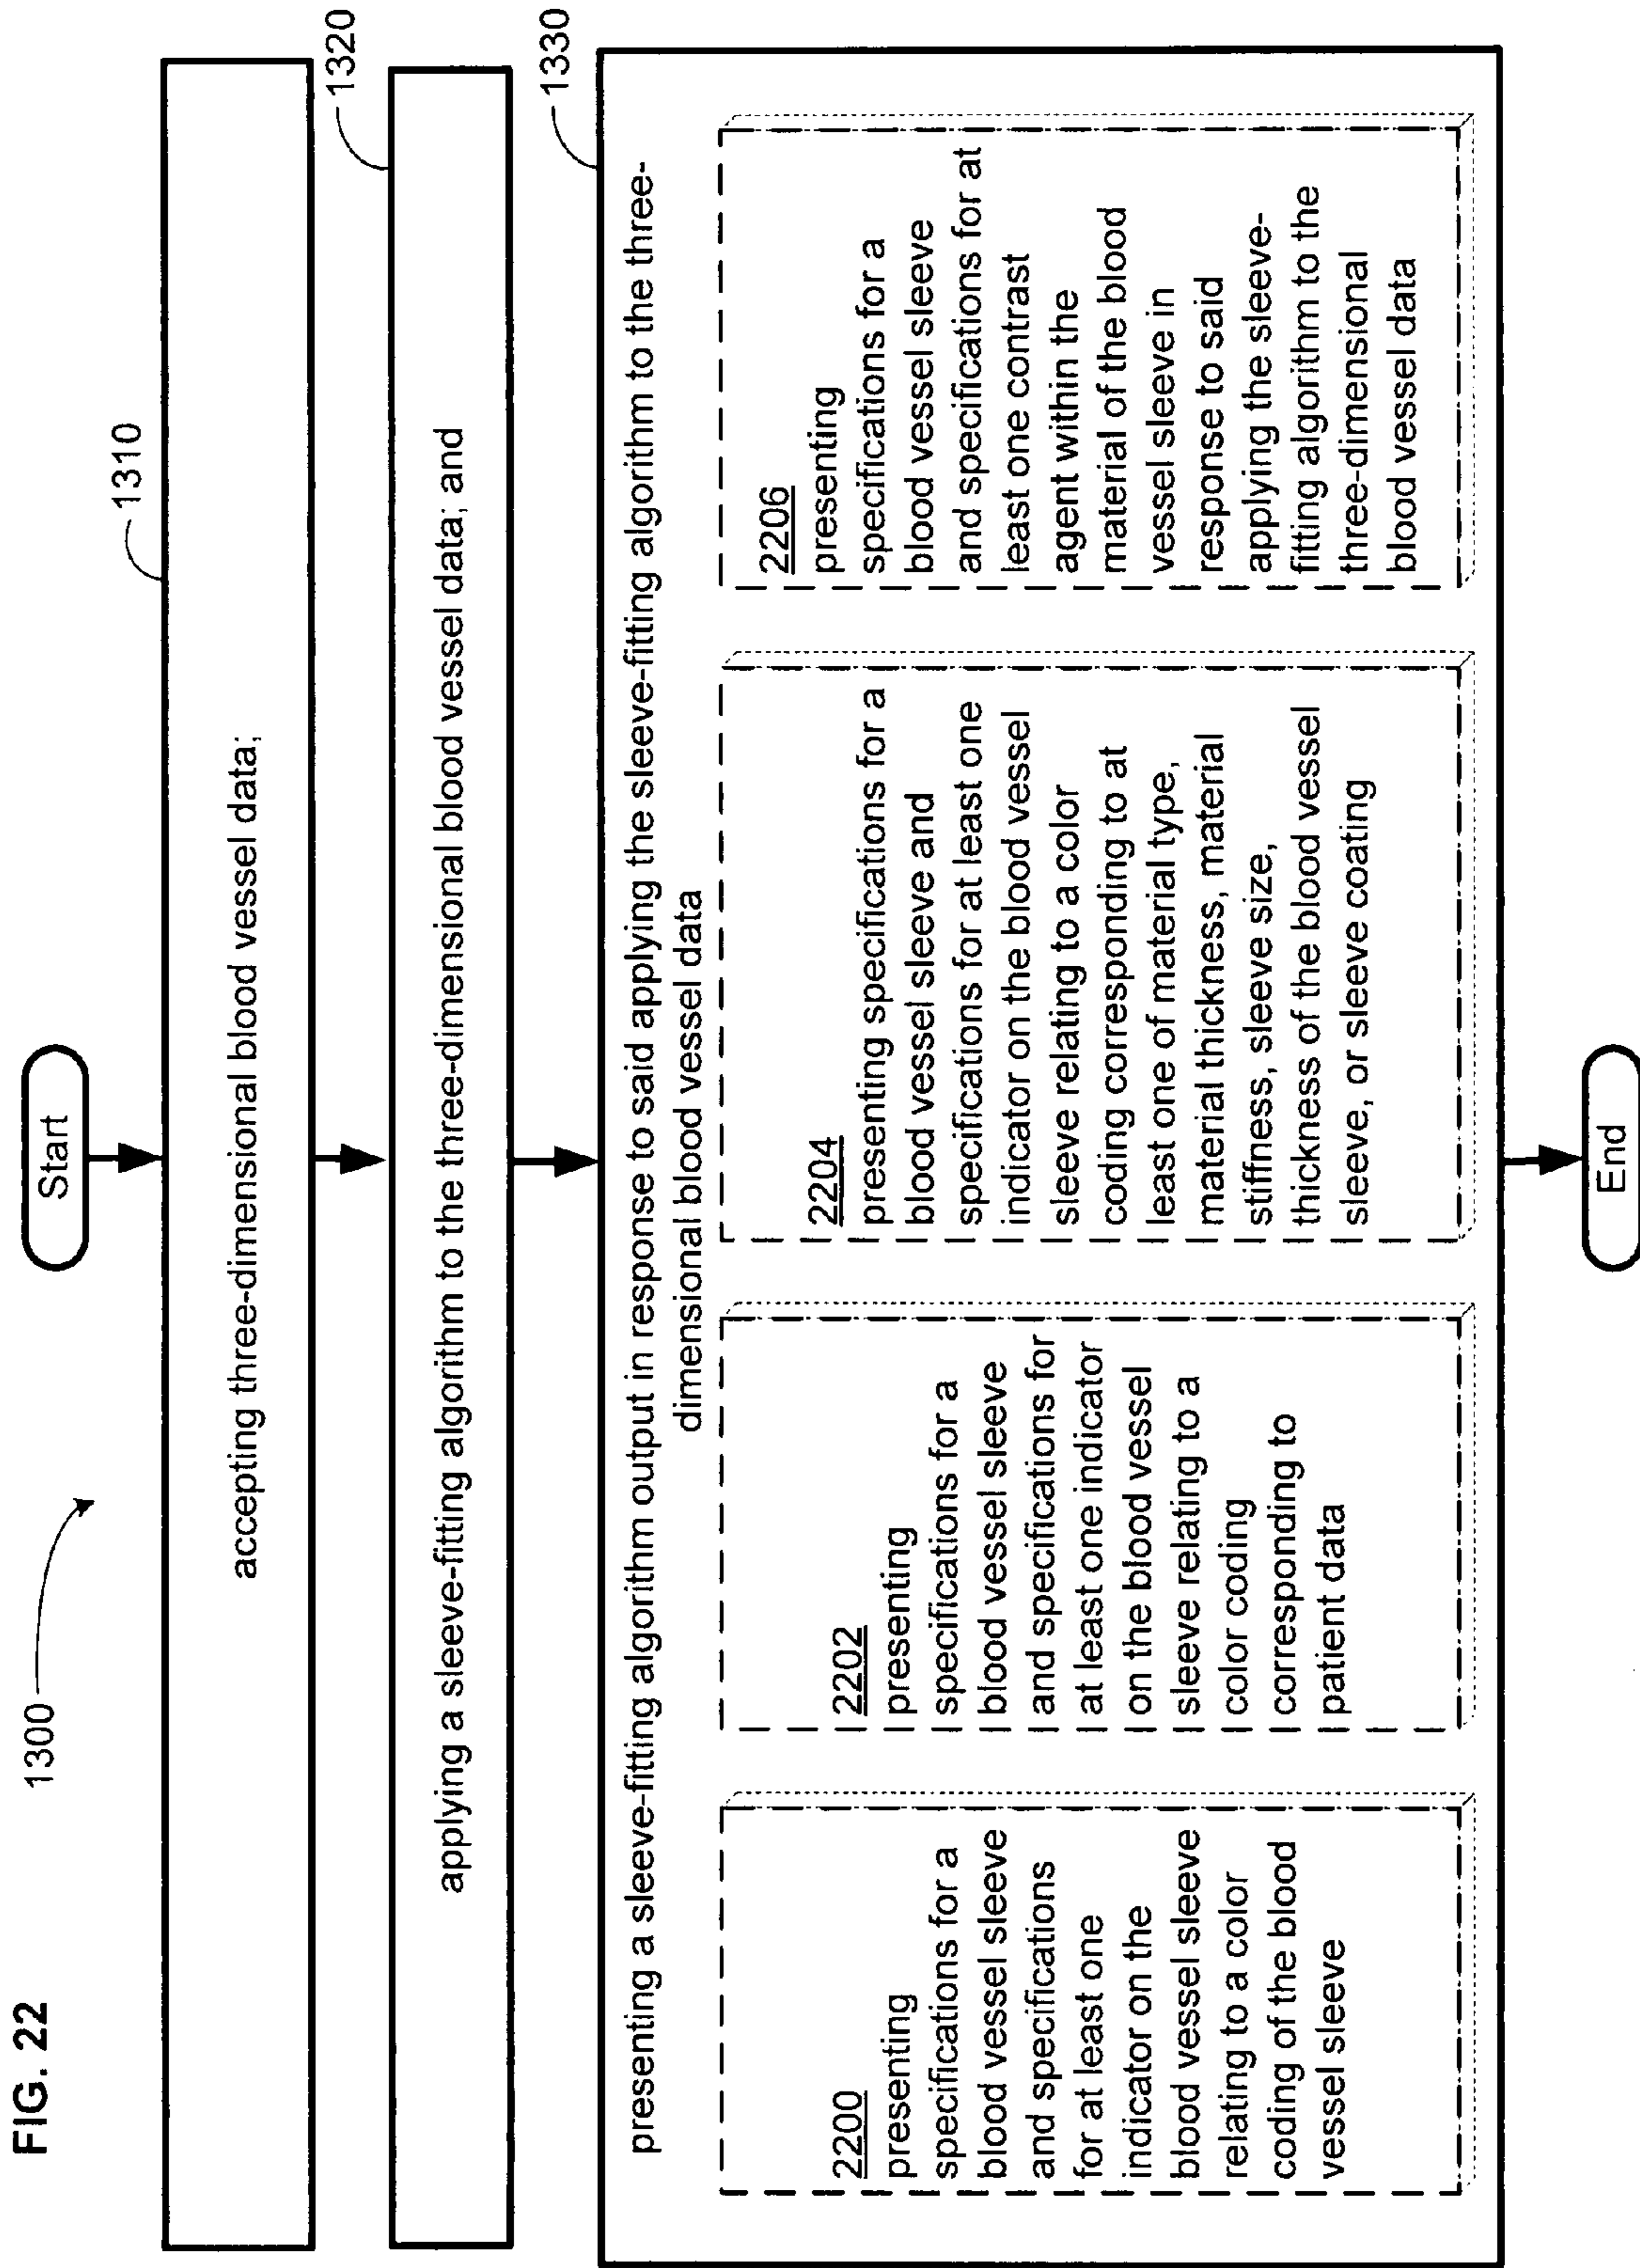 FIG. 22
1300
Start
1310
accepting three-dimensional blood vessel data;
1320
applying a sleeve-fitting algorithm to the three-dimensional blood vessel data; and
1330
presenting a sleeve-fitting algorithm output in response to said applying the sleeve-fitting algorithm to the three-
dimensional blood vessel data
2200
presenting
specifications for a
blood vessel sleeve
and specifications
for at least one
indicator on the
blood vessel sleeve
relating to a color
coding of the blood
vessel sleeve
2202
presenting
specifications for a
blood vessel sleeve
and specifications for
at least one indicator
on the blood vessel
sleeve relating to a
color coding
corresponding to
patient data
2204
presenting specifications for a
blood vessel sleeve and
specifications for at least one
indicator on the blood vessel
sleeve relating to a color
coding corresponding to at
least one of material type,
material thickness, material
stiffness, sleeve size,
thickness of the blood vessel
sleeve, or sleeve coating
2206
presenting
specifications for a
blood vessel sleeve
and specifications for at
least one contrast
agent within the
material of the blood
vessel sleeve in
response to said
applying the sleeve-
fitting algorithm to the
three-dimensional
blood vessel data
End